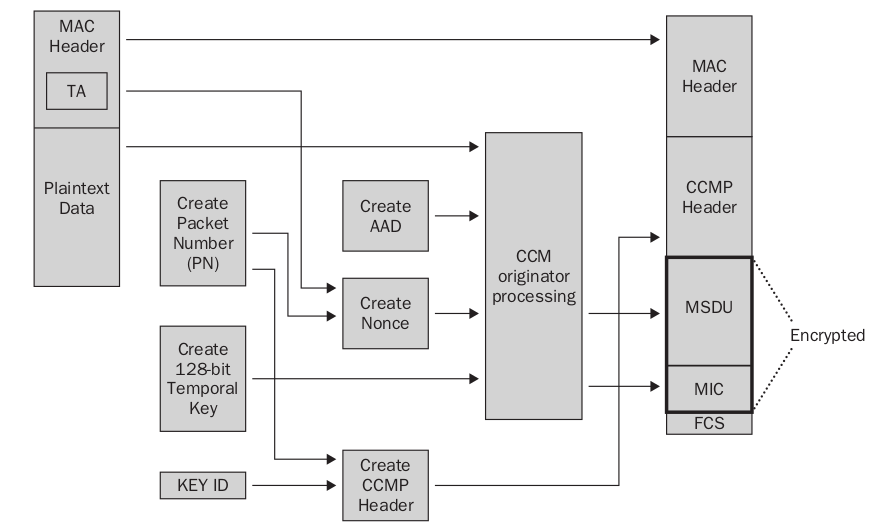 MAC
Header
TA
Plaintext
Data
Create
Packet
Number
(PN)
Create
128-bit
Temporal
Key
KEY ID
Create
AAD
Create
Nonce
Create
CCMP
Header
CCM
originator
processing
MAC
Header
CCMP
Header
MSDU
MIC
FCS
Encrypted